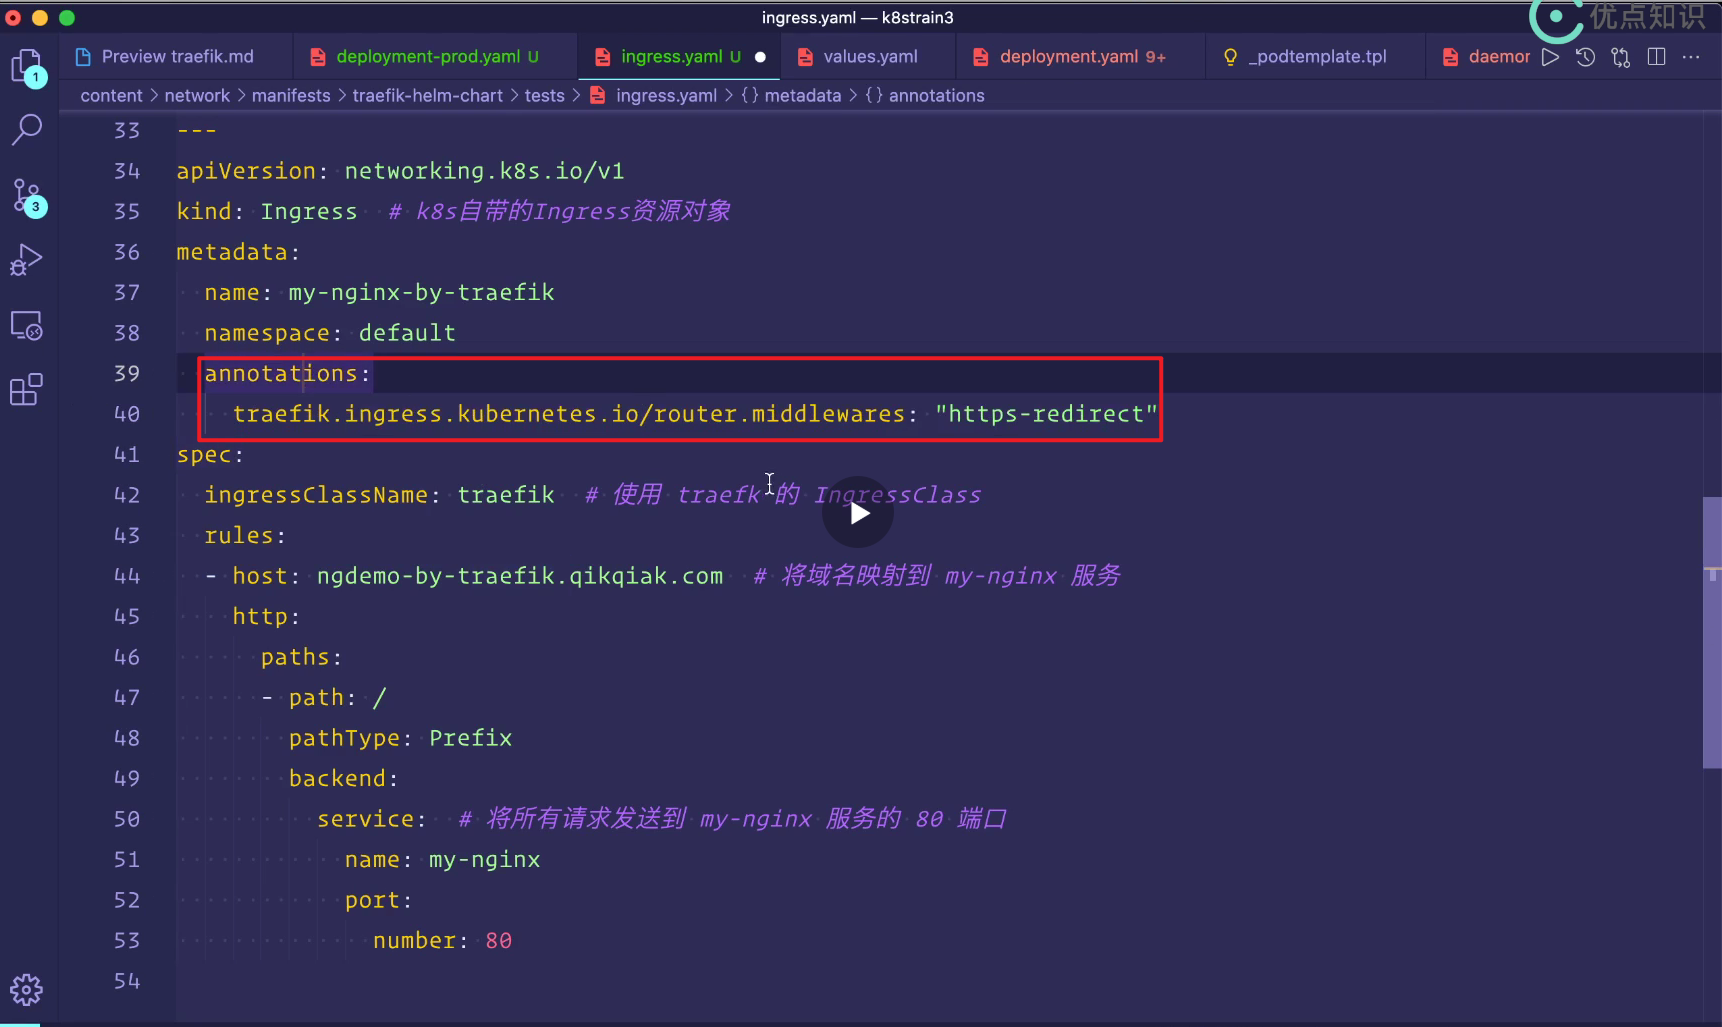 ingress.yaml — k8strain3
优点知识
Preview traefik.md
deployment-prod.yaml U
ingress.yaml U
values.yaml
deployment.yaml 9+
_podtemplate.tpl
daemor
content > network > manifests > traefik-helm-chart > tests > ingress.yaml > {} metadata > {} annotations
1
3
33 ---
34 apiVersion: networking.k8s.io/v1
35 kind: Ingress # k8s自带的Ingress资源对象
36 metadata:
37 name: my-nginx-by-traefik
38 namespace: default
39 annotations:
40 traefik.ingress.kubernetes.io/router.middlewares: "https-redirect"
41 spec:
42 ingressClassName: traefik # 使用 traefk 的 IngressClass
43 rules:
44 - host: ngdemo-by-traefik.qikqiak.com # 将域名映射到 my-nginx 服务
45 http:
46 paths:
47 - path: /
48 pathType: Prefix
49 backend:
50 service: # 将所有请求发送到 my-nginx 服务的 80 端口
51 name: my-nginx
52 port:
53 number: 80
54